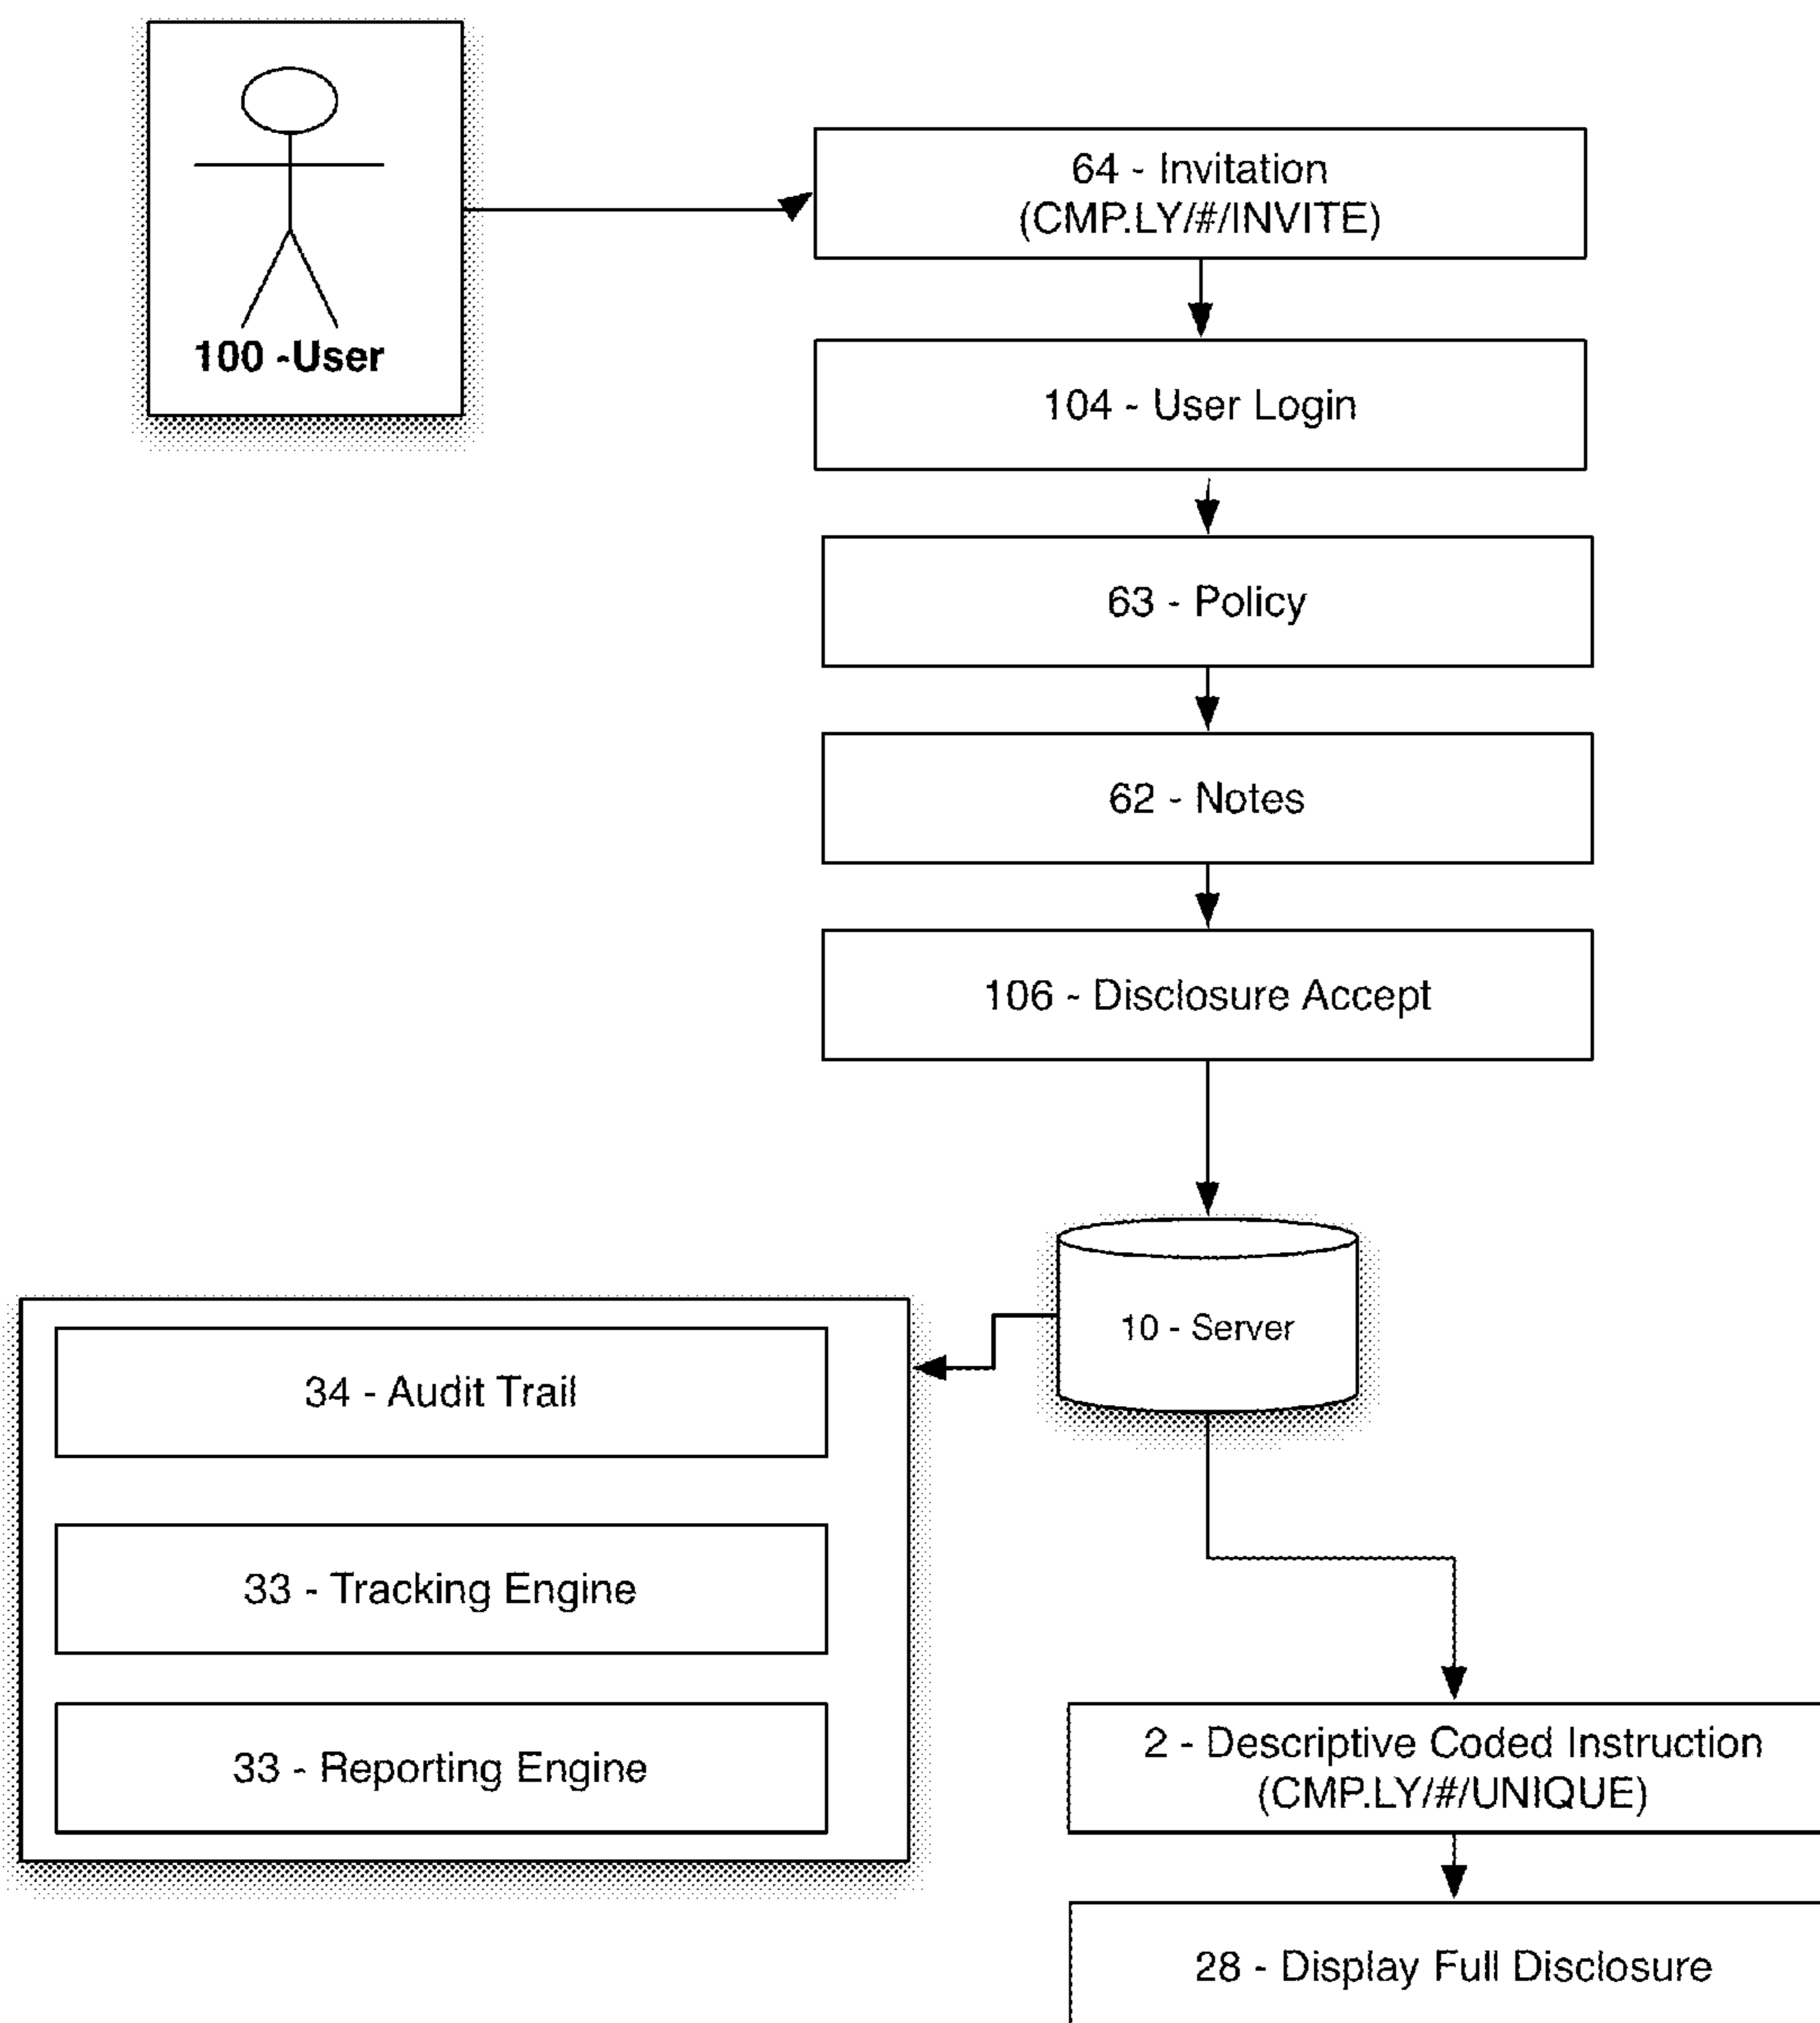 100 -User
64 - Invitation
(CMP.LY/#/INVITE)
104 - User Login
63 - Policy
62 - Notes
106 - Disclosure Accept
10 - Server
34 - Audit Trail
33 - Tracking Engine
33 - Reporting Engine
2 - Descriptive Coded Instruction
(CMP.LY/#/UNIQUE)
28 - Display Full Disclosure